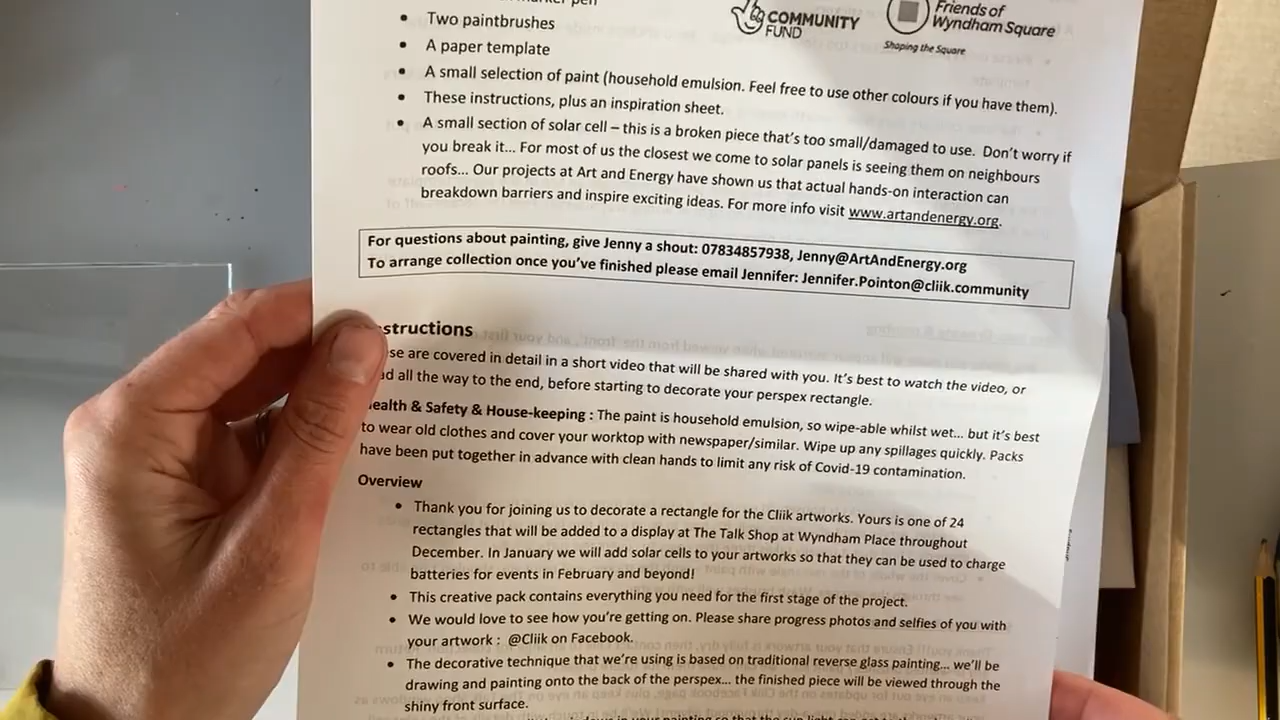 marker pen
COMMUNITY
FUND
Friends of
Wyndham Square
Shaping the Square
• Two paintbrushes
• A paper template
• A small selection of paint (household emulsion. Feel free to use other colours if you have them).
• These instructions, plus an inspiration sheet.
• A small section of solar cell – this is a broken piece that's too small/damaged to use. Don't worry if
you break it... For most of us the closest we come to solar panels is seeing them on neighbours
roofs... Our projects at Art and Energy have shown us that actual hands-on interaction can
breakdown barriers and inspire exciting ideas. For more info visit www.artandenergy.org.
For questions about painting, give Jenny a shout: 07834857938, Jenny@ArtAndEnergy.org
To arrange collection once you've finished please email Jennifer: Jennifer.Pointon@cliik.community
structions
se are covered in detail in a short video that will be shared with you. It's best to watch the video, or
ad all the way to the end, before starting to decorate your perspex rectangle.
ealth & Safety & House-keeping : The paint is household emulsion, so wipe-able whilst wet... but it's best
to wear old clothes and cover your worktop with newspaper/similar. Wipe up any spillages quickly. Packs
have been put together in advance with clean hands to limit any risk of Covid-19 contamination.
Overview
• Thank you for joining us to decorate a rectangle for the Cliik artworks. Yours is one of 24
rectangles that will be added to a display at The Talk Shop at Wyndham Place throughout
December. In January we will add solar cells to your artworks so that they can be used to charge
batteries for events in February and beyond!
• This creative pack contains everything you need for the first stage of the project.
• We would love to see how you're getting on. Please share progress photos and selfies of you with
your artwork : @Cliik on Facebook.
• The decorative technique that we're using is based on traditional reverse glass painting... we'll be
drawing and painting onto the back of the perspex... the finished piece will be viewed through the
shiny front surface.